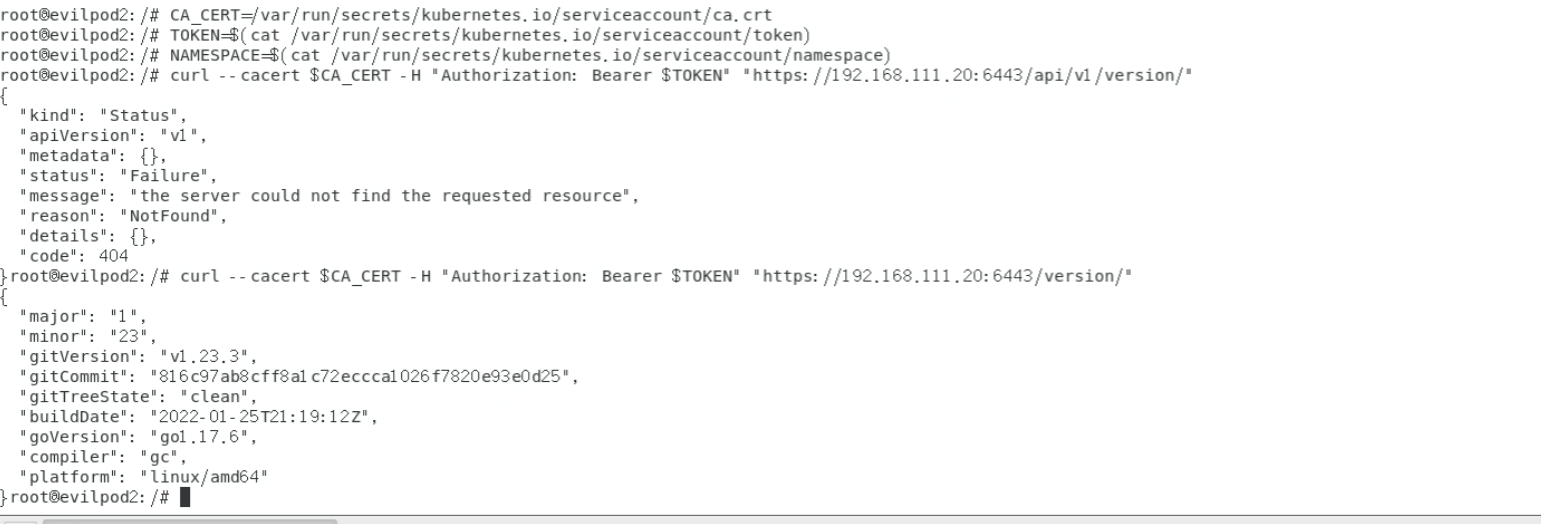 root@evilpod2:/# CA_CERT=/var/run/secrets/kubernetes.io/serviceaccount/ca.crt
root@evilpod2:/# TOKEN=$(cat /var/run/secrets/kubernetes.io/serviceaccount/token)
root@evilpod2:/# NAMESPACE=$(cat /var/run/secrets/kubernetes.io/serviceaccount/namespace)
root@evilpod2:/# curl --cacert $CA_CERT -H "Authorization: Bearer $TOKEN" "https://192.168.111.20:6443/api/v1/version/"
{
  "kind": "Status",
  "apiVersion": "v1",
  "metadata": {},
  "status": "Failure",
  "message": "the server could not find the requested resource",
  "reason": "NotFound",
  "details": {},
  "code": 404
}root@evilpod2:/# curl --cacert $CA_CERT -H "Authorization: Bearer $TOKEN" "https://192.168.111.20:6443/version/"
{
  "major": "1",
  "minor": "23",
  "gitVersion": "v1.23.3",
  "gitCommit": "816c97ab8cff8a1c72eccca1026f7820e93e0d25",
  "gitTreeState": "clean",
  "buildDate": "2022-01-25T21:19:12Z",
  "goVersion": "go1.17.6",
  "compiler": "gc",
  "platform": "linux/amd64"
}root@evilpod2:/#